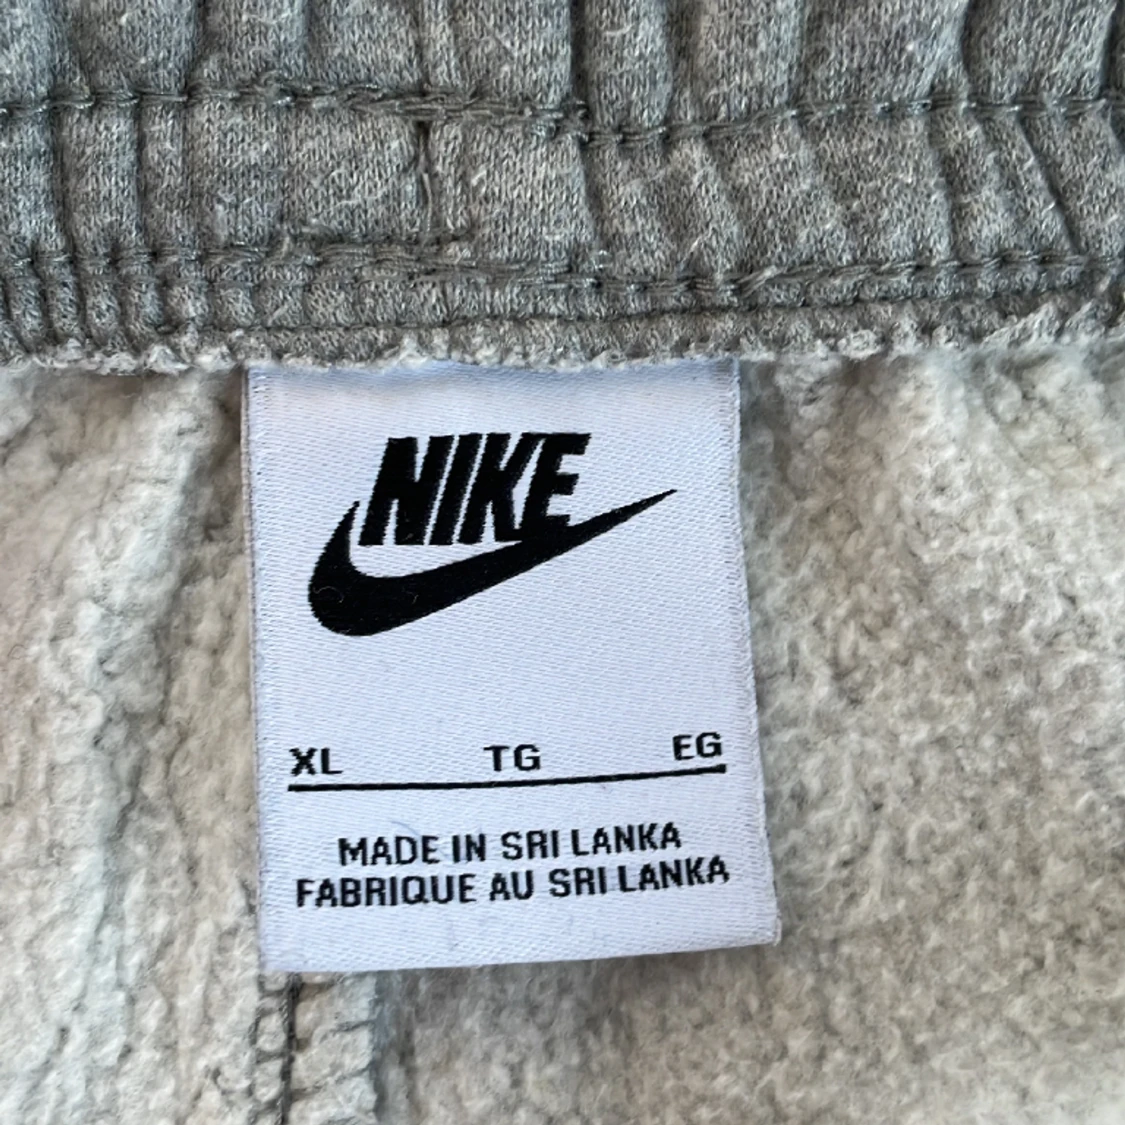 NIKE
XL TG EG
MADE IN SRI LANKA
FABRIQUE AU SRI LANKA